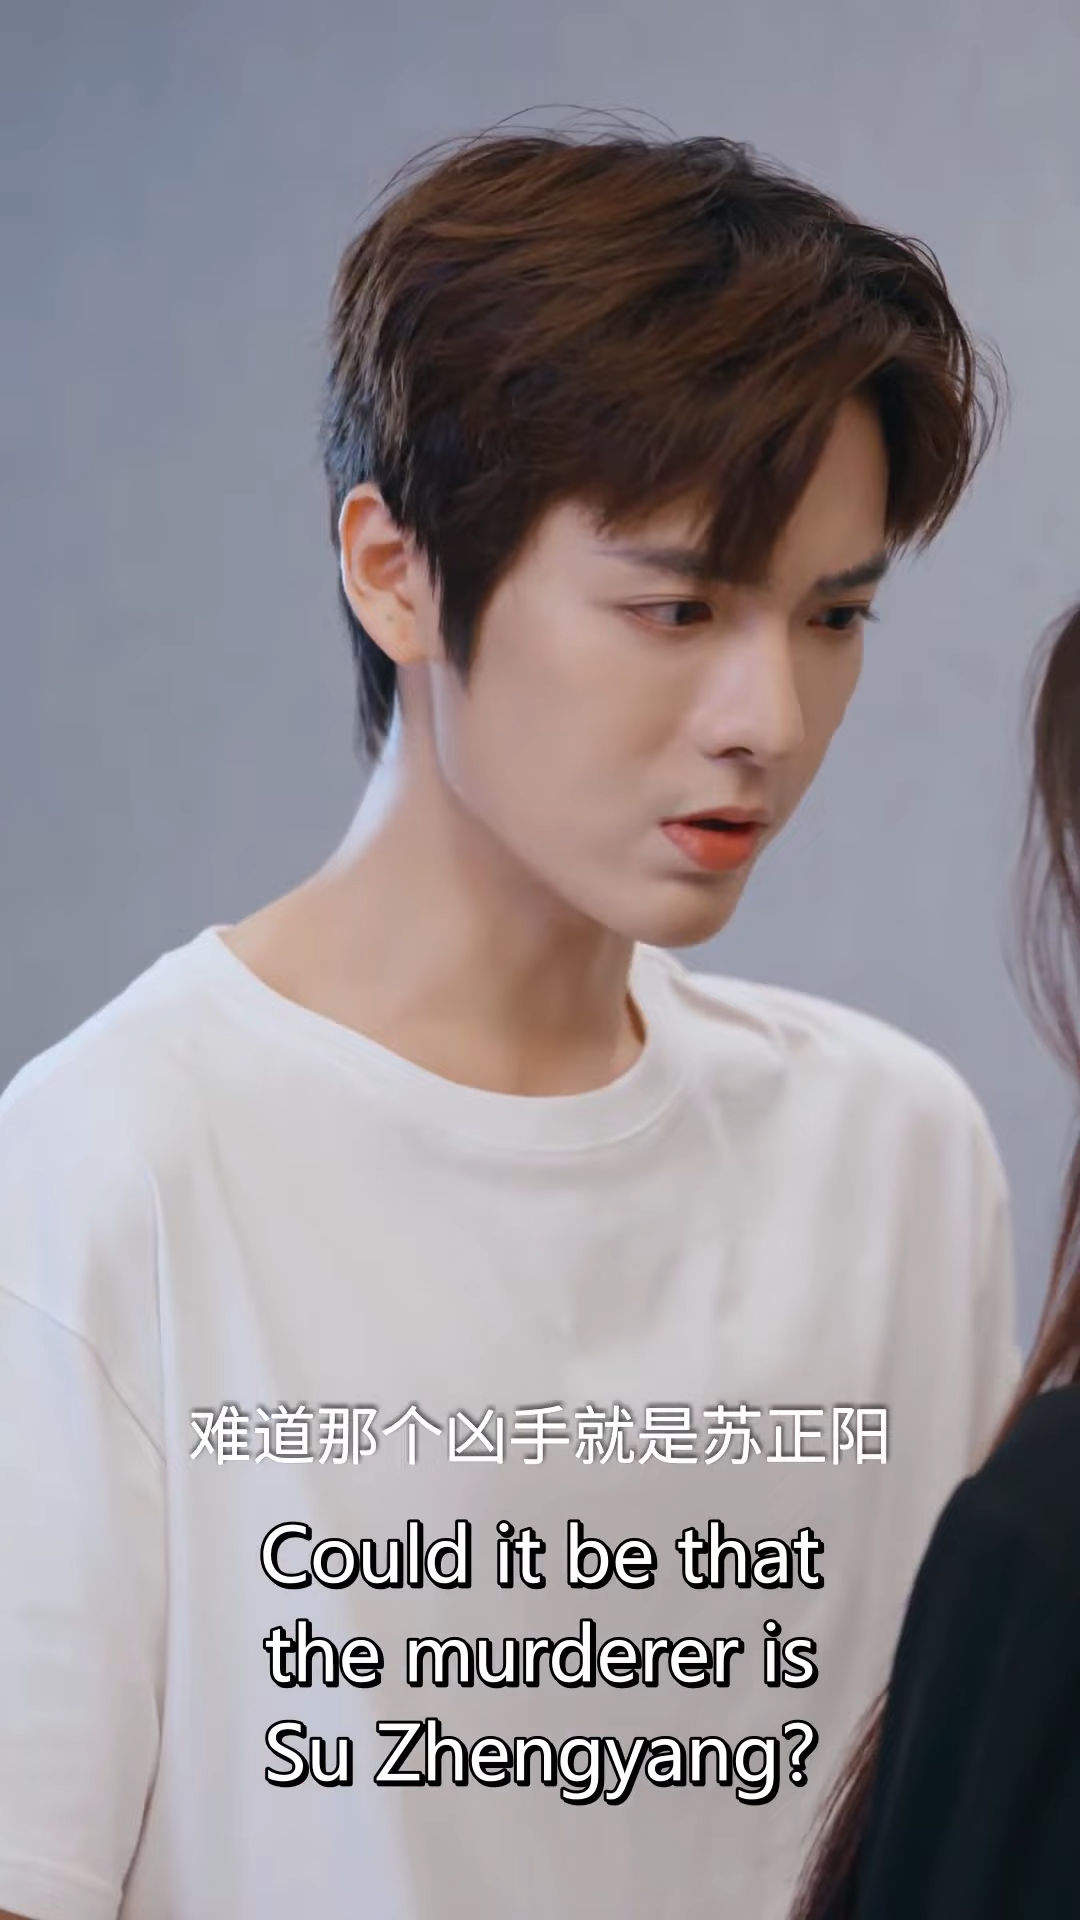 难道那个凶手就是苏正阳
Could it be that
the murderer is
Su Zhengyang?